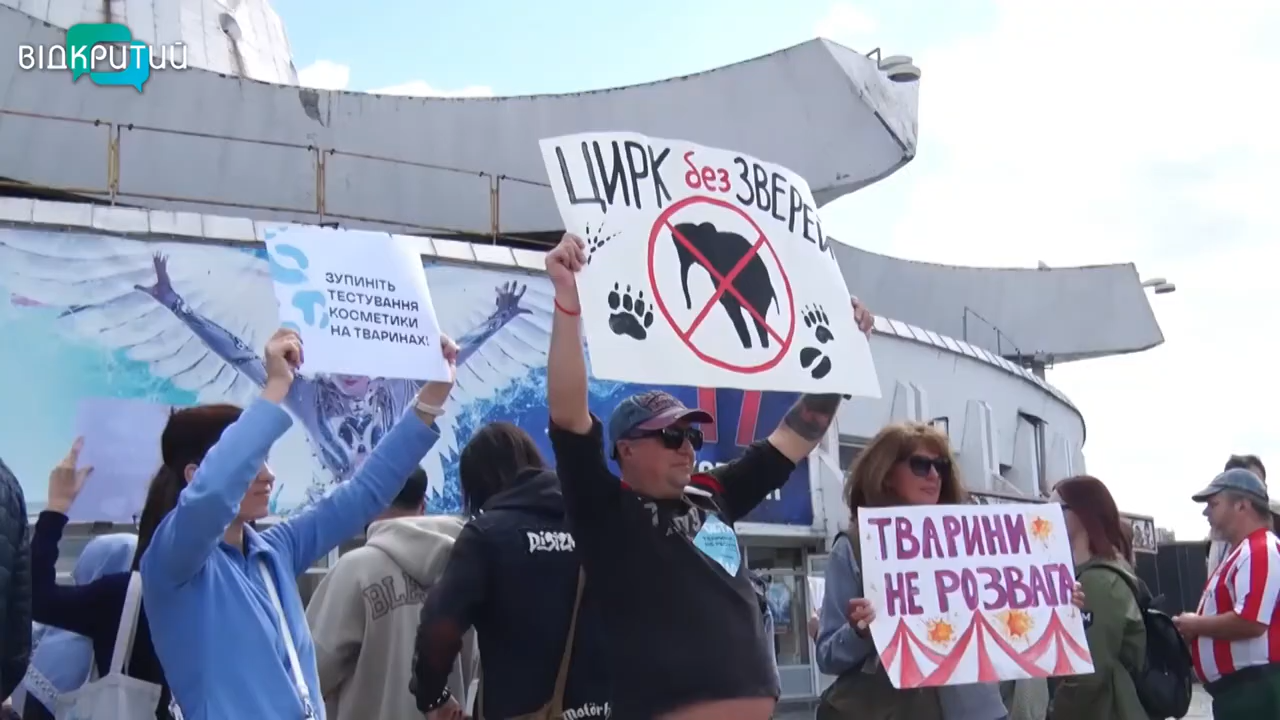 ВІДКРИТИЙ
ЦИРК без ЗВЕРЕЙ
ЗУПИНІТЬ
ТЕСТУВАННЯ
КОСМЕТИКИ
НА ТВАРИНАХ!
ТВАРИНИ
НЕ РОЗВАГА